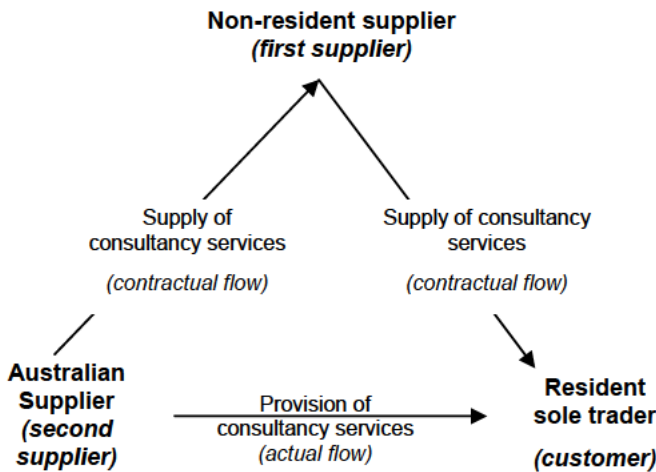 Non-resident supplier
(first supplier)
Supply of
consultancy services
(contractual flow)
Supply of consultancy
services
(contractual flow)
Australian
Supplier
(second
supplier)
Provision of
consultancy services
(actual flow)
Resident
sole trader
(customer)